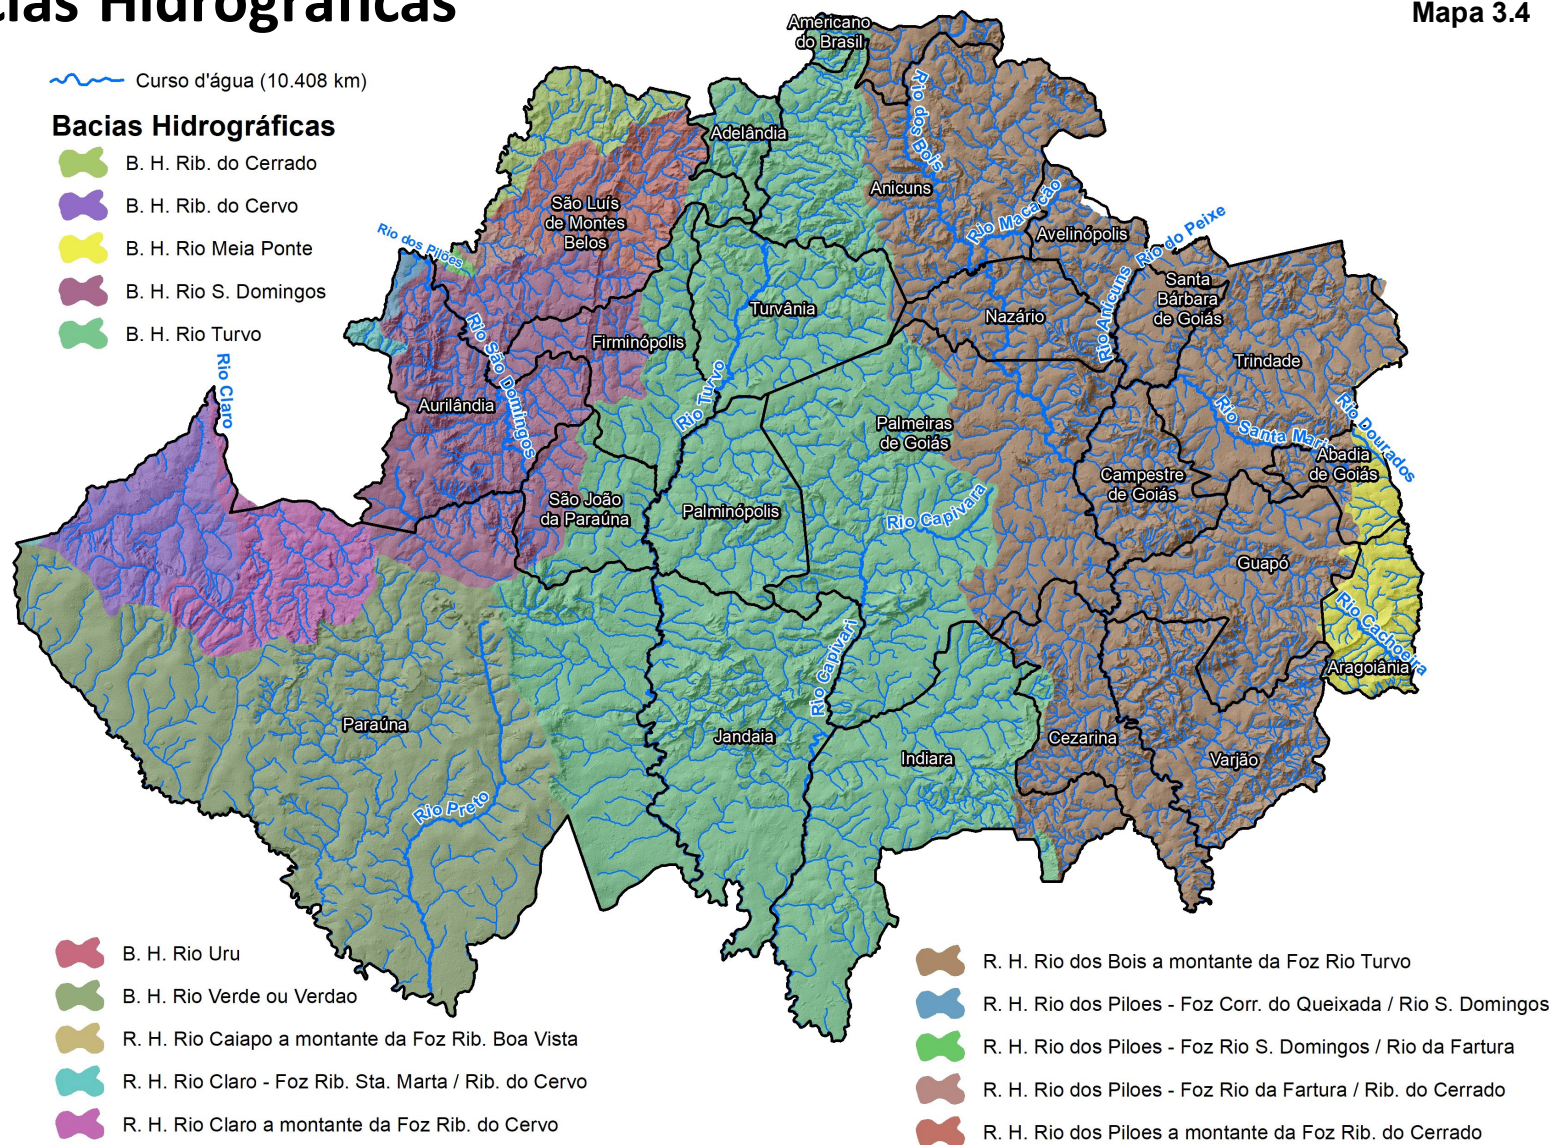 cias Hidrográficas
Mapa 3.4
Curso d'água (10.408 km)
Bacias Hidrográficas
B. H. Rib. do Cerrado
B. H. Rib. do Cervo
B. H. Rio Meia Ponte
B. H. Rio S. Domingos
B. H. Rio Turvo
Americano
do Brasil
Adelândia
Rio dos Bois
Anicuns
São Luís
de Montes
Belos
Rio Macacão
Avelinópolis
Rio do Peixe
Rio dos Pilões
Santa
Bárbara
de Goiás
Turvânia
Nazário
Rio Anicuns
Firminópolis
Rio São Domingos
Trindade
Rio Claro
Aurilândia
Rio Turvo
Palmeiras
de Goiás
Rio Santa Mari
Rio Dourados
Abadia
de Goiás
Campestre
de Goiás
São João
da Paraúna
Palminópolis
Rio Capivara
Guapó
Rio Cachoeira
Aragoiânia
Rio Capivari
Paraúna
Jandaia
Indiara
Cezarina
Varjão
Rio Preto
B. H. Rio Uru
B. H. Rio Verde ou Verdao
R. H. Rio Caiapo a montante da Foz Rib. Boa Vista
R. H. Rio Claro - Foz Rib. Sta. Marta / Rib. do Cervo
R. H. Rio Claro a montante da Foz Rib. do Cervo
R. H. Rio dos Bois a montante da Foz Rio Turvo
R. H. Rio dos Piloes - Foz Corr. do Queixada / Rio S. Domingos
R. H. Rio dos Piloes - Foz Rio S. Domingos / Rio da Fartura
R. H. Rio dos Piloes - Foz Rio da Fartura / Rib. do Cerrado
R. H. Rio dos Piloes a montante da Foz Rib. do Cerrado